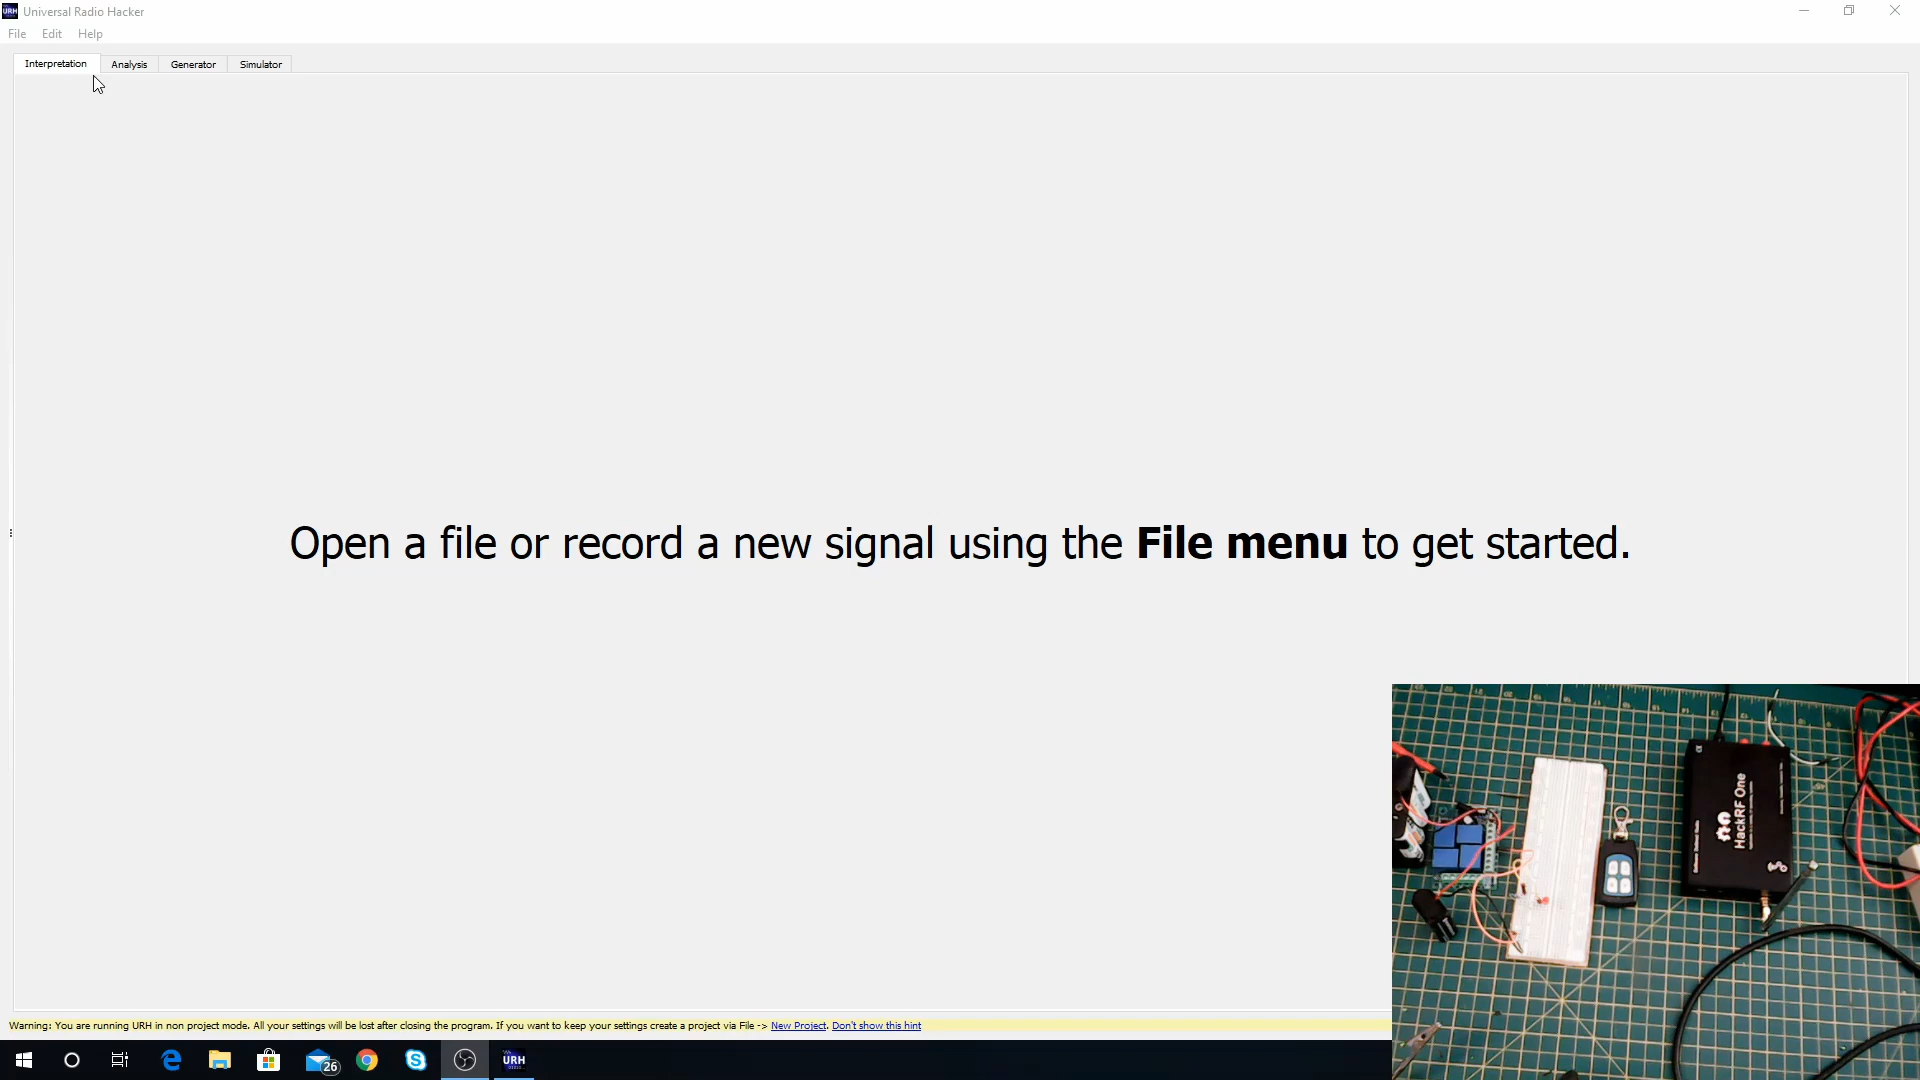 Universal Radio Hacker
File Edit Help
Interpretation Analysis Generator Simulator
Open a file or record a new signal using the File menu to get started.
HackRF One
Warning: You are running URH in non project mode. All your settings will be lost after closing the program. If you want to keep your settings create a project via File -> New Project. Don't show this hint
26
URH